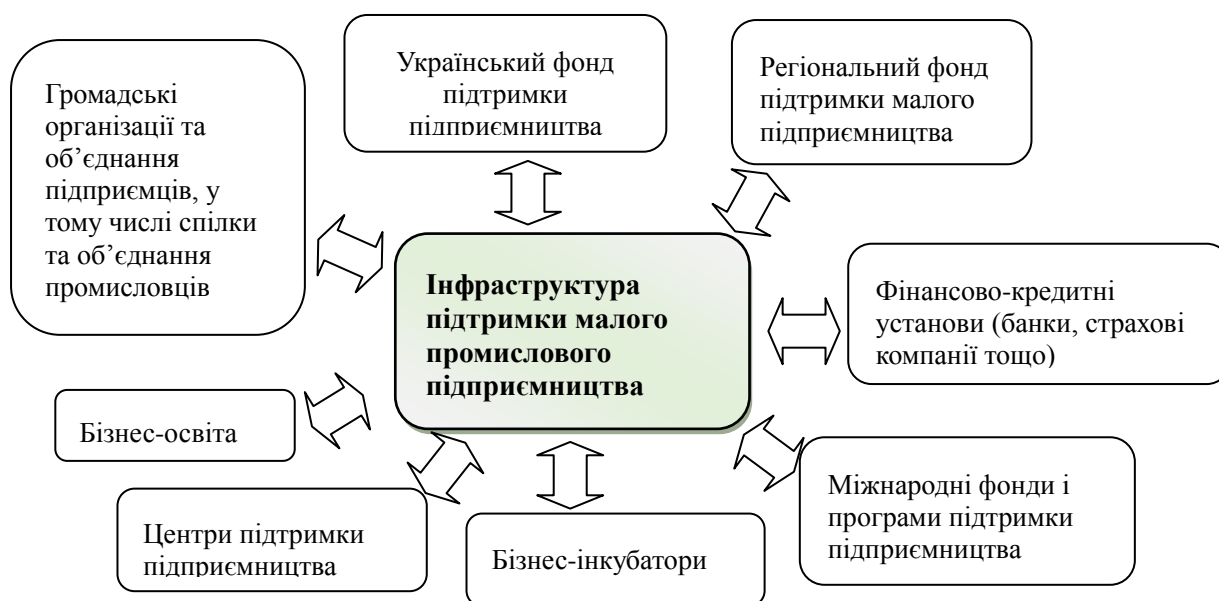 Громадські
організації та
об’єднання
підприємців, у
тому числі спілки
та об’єднання
промисловців
Український фонд
підтримки
підприємництва
Регіональний фонд
підтримки малого
підприємництва
Інфраструктура
підтримки малого
промислового
підприємництва
Фінансово-кредитні
установи (банки, страхові
компанії тощо)
Бізнес-освіта
Центри підтримки
підприємництва
Бізнес-інкубатори
Міжнародні фонди і
програми підтримки
підприємництва